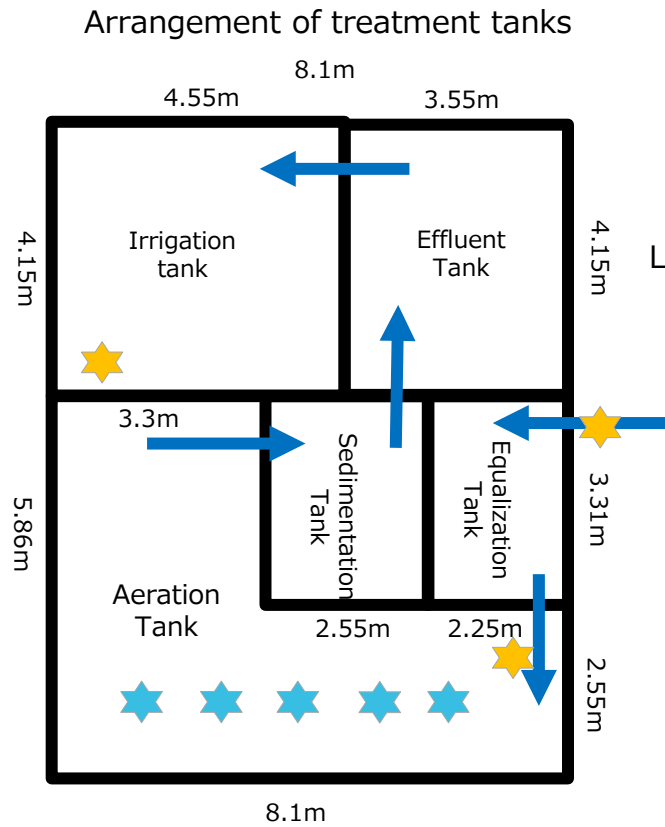 Arrangement of treatment tanks
8.1m
4.55m
3.55m
4.15m
Irrigation
tank
Effluent
Tank
4.15m
L
3.3m
Sedimentation
Tank
Equalization
Tank
3.31m
5.86m
Aeration
Tank
2.55m
2.25m
2.55m
8.1m